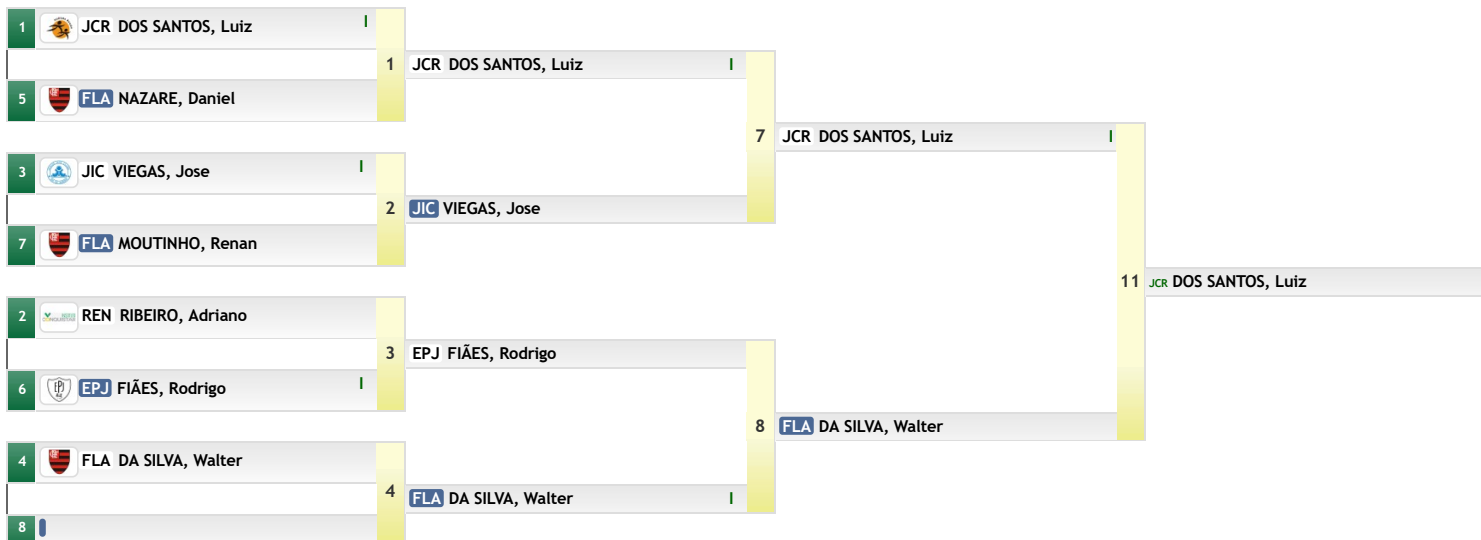 1 JCR DOS SANTOS, Luiz I
1 JCR DOS SANTOS, Luiz I
5 FLA NAZARE, Daniel
7 JCR DOS SANTOS, Luiz I
3 JIC VIEGAS, Jose I
2 JIC VIEGAS, Jose
7 FLA MOUTINHO, Renan
11 JCR DOS SANTOS, Luiz
2 REN RIBEIRO, Adriano
3 EPJ FIÃES, Rodrigo
6 EPJ FIÃES, Rodrigo I
8 FLA DA SILVA, Walter
4 FLA DA SILVA, Walter
4 FLA DA SILVA, Walter I
8